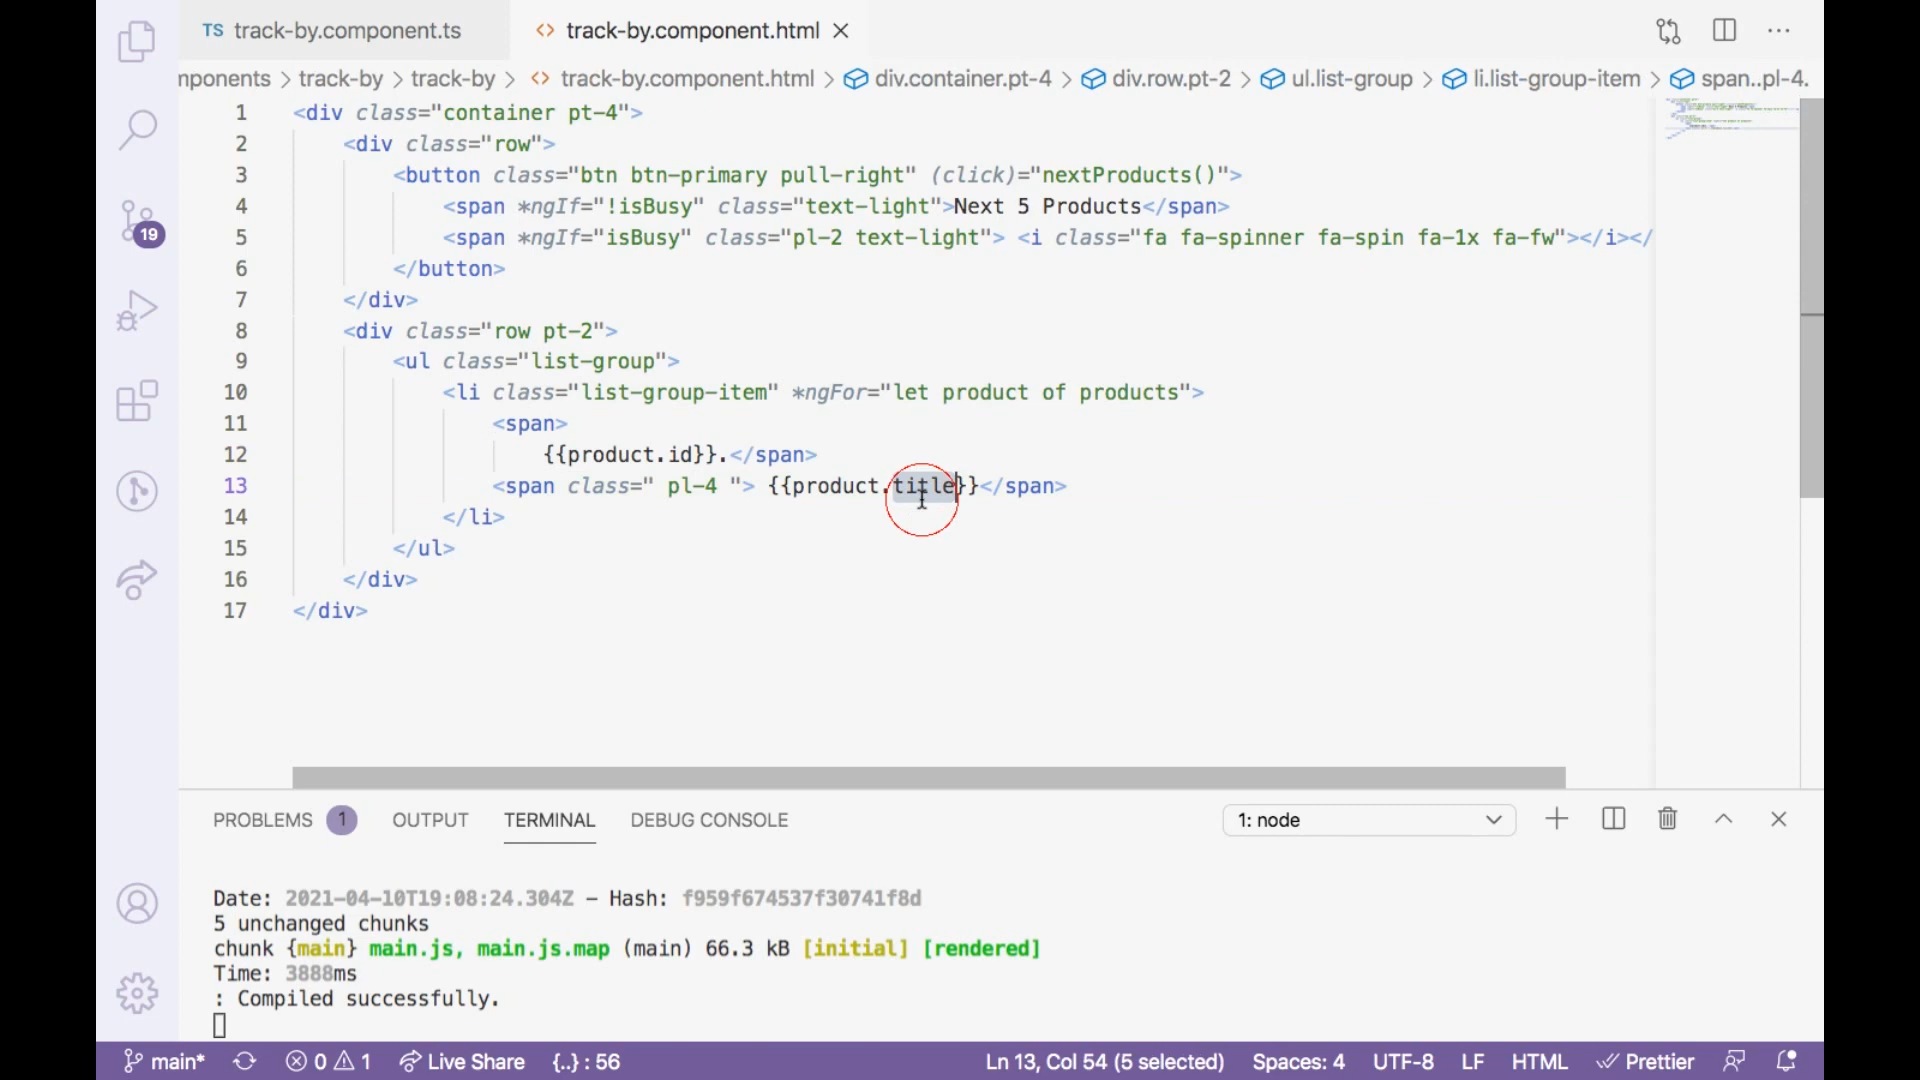 TS track-by.component.ts <> track-by.component.html
mponents > track-by > track-by > <> track-by.component.html > div.container.pt-4 > div.row.pt-2 > ul.list-group > li.list-group-item > span..pl-4.
1 <div class="container pt-4">
2 <div class="row">
3 <button class="btn btn-primary pull-right" (click)="nextProducts()">
4 <span *ngIf="!isBusy" class="text-light">Next 5 Products</span>
5 <span *ngIf="isBusy" class="pl-2 text-light"> <i class="fa fa-spinner fa-spin fa-1x fa-fw"></i></
6 </button>
7 </div>
8 <div class="row pt-2">
9 <ul class="list-group">
10 <li class="list-group-item" *ngFor="let product of products">
11 <span>
12 {{product.id}}.</span>
13 <span class=" pl-4 "> {{product.title}}</span>
14 </li>
15 </ul>
16 </div>
17 </div>
19
PROBLEMS 1 OUTPUT TERMINAL DEBUG CONSOLE 1: node
Date: 2021-04-10T19:08:24.304Z - Hash: f959f674537f30741f8d
5 unchanged chunks
chunk {main} main.js, main.js.map (main) 66.3 kB [initial] [rendered]
Time: 3888ms
: Compiled successfully.
main* 0 1 Live Share {..} : 56 Ln 13, Col 54 (5 selected) Spaces: 4 UTF-8 LF HTML Prettier